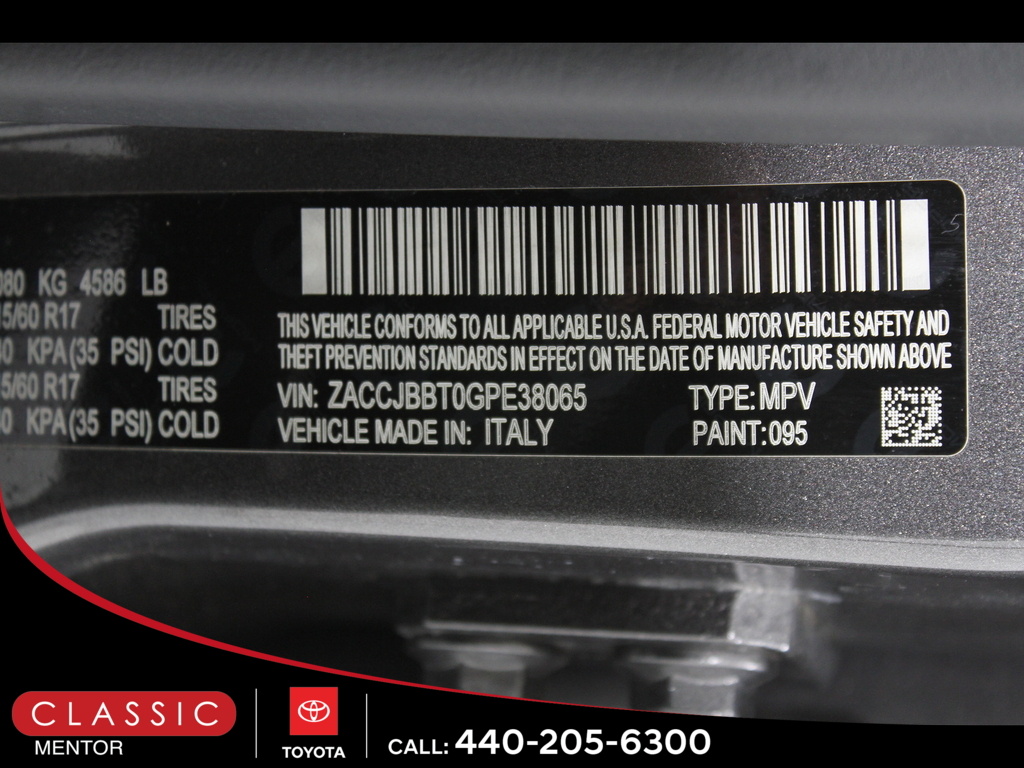 080 KG 4586 LB
15/60 R17 TIRES
KPA(35 PSI) COLD
5/60 R17 TIRES
KPA(35 PSI) COLD
THIS VEHICLE CONFORMS TO ALL APPLICABLE U.S.A. FEDERAL MOTOR VEHICLE SAFETY AND
THEFT PREVENTION STANDARDS IN EFFECT ON THE DATE OF MANUFACTURE SHOWN ABOVE
VIN: ZACCJBBT0GPE38065 TYPE: MPV
VEHICLE MADE IN: ITALY PAINT: 095
5
CLASSIC
MENTOR
TOYOTA
CALL: 440-205-6300